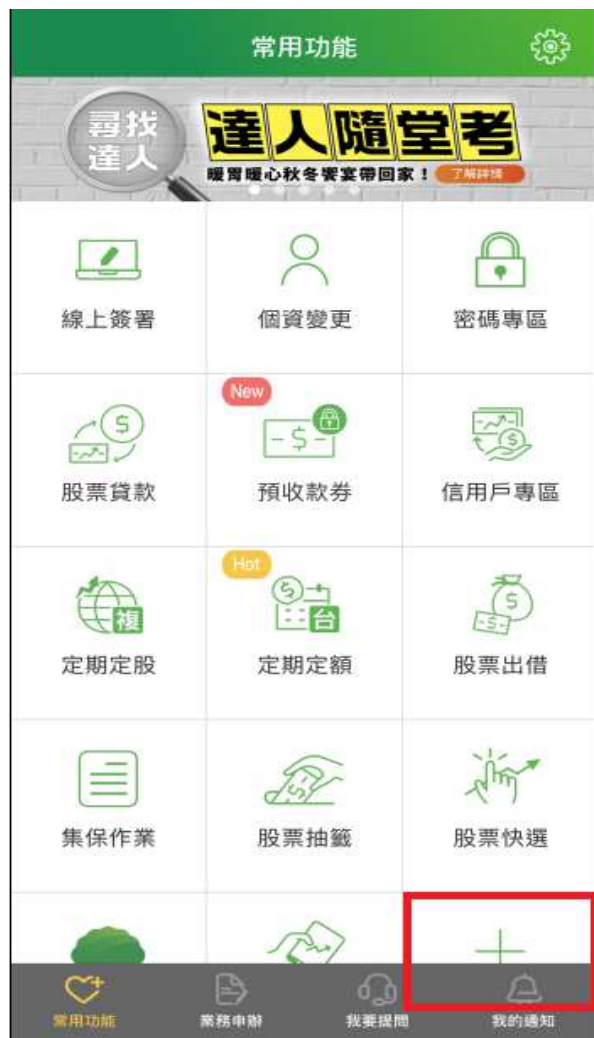 常用功能
尋找
達人
達人隨堂考
暖胃暖心秋冬饗宴帶回家！
了解詳情
線上簽署
個資變更
密碼專區
New
股票貸款
預收款券
信用戶專區
Hot
複
台
定期定股
定期定額
股票出借
集保作業
股票抽籤
股票快選
常用功能
業務申辦
我要提問
我的通知